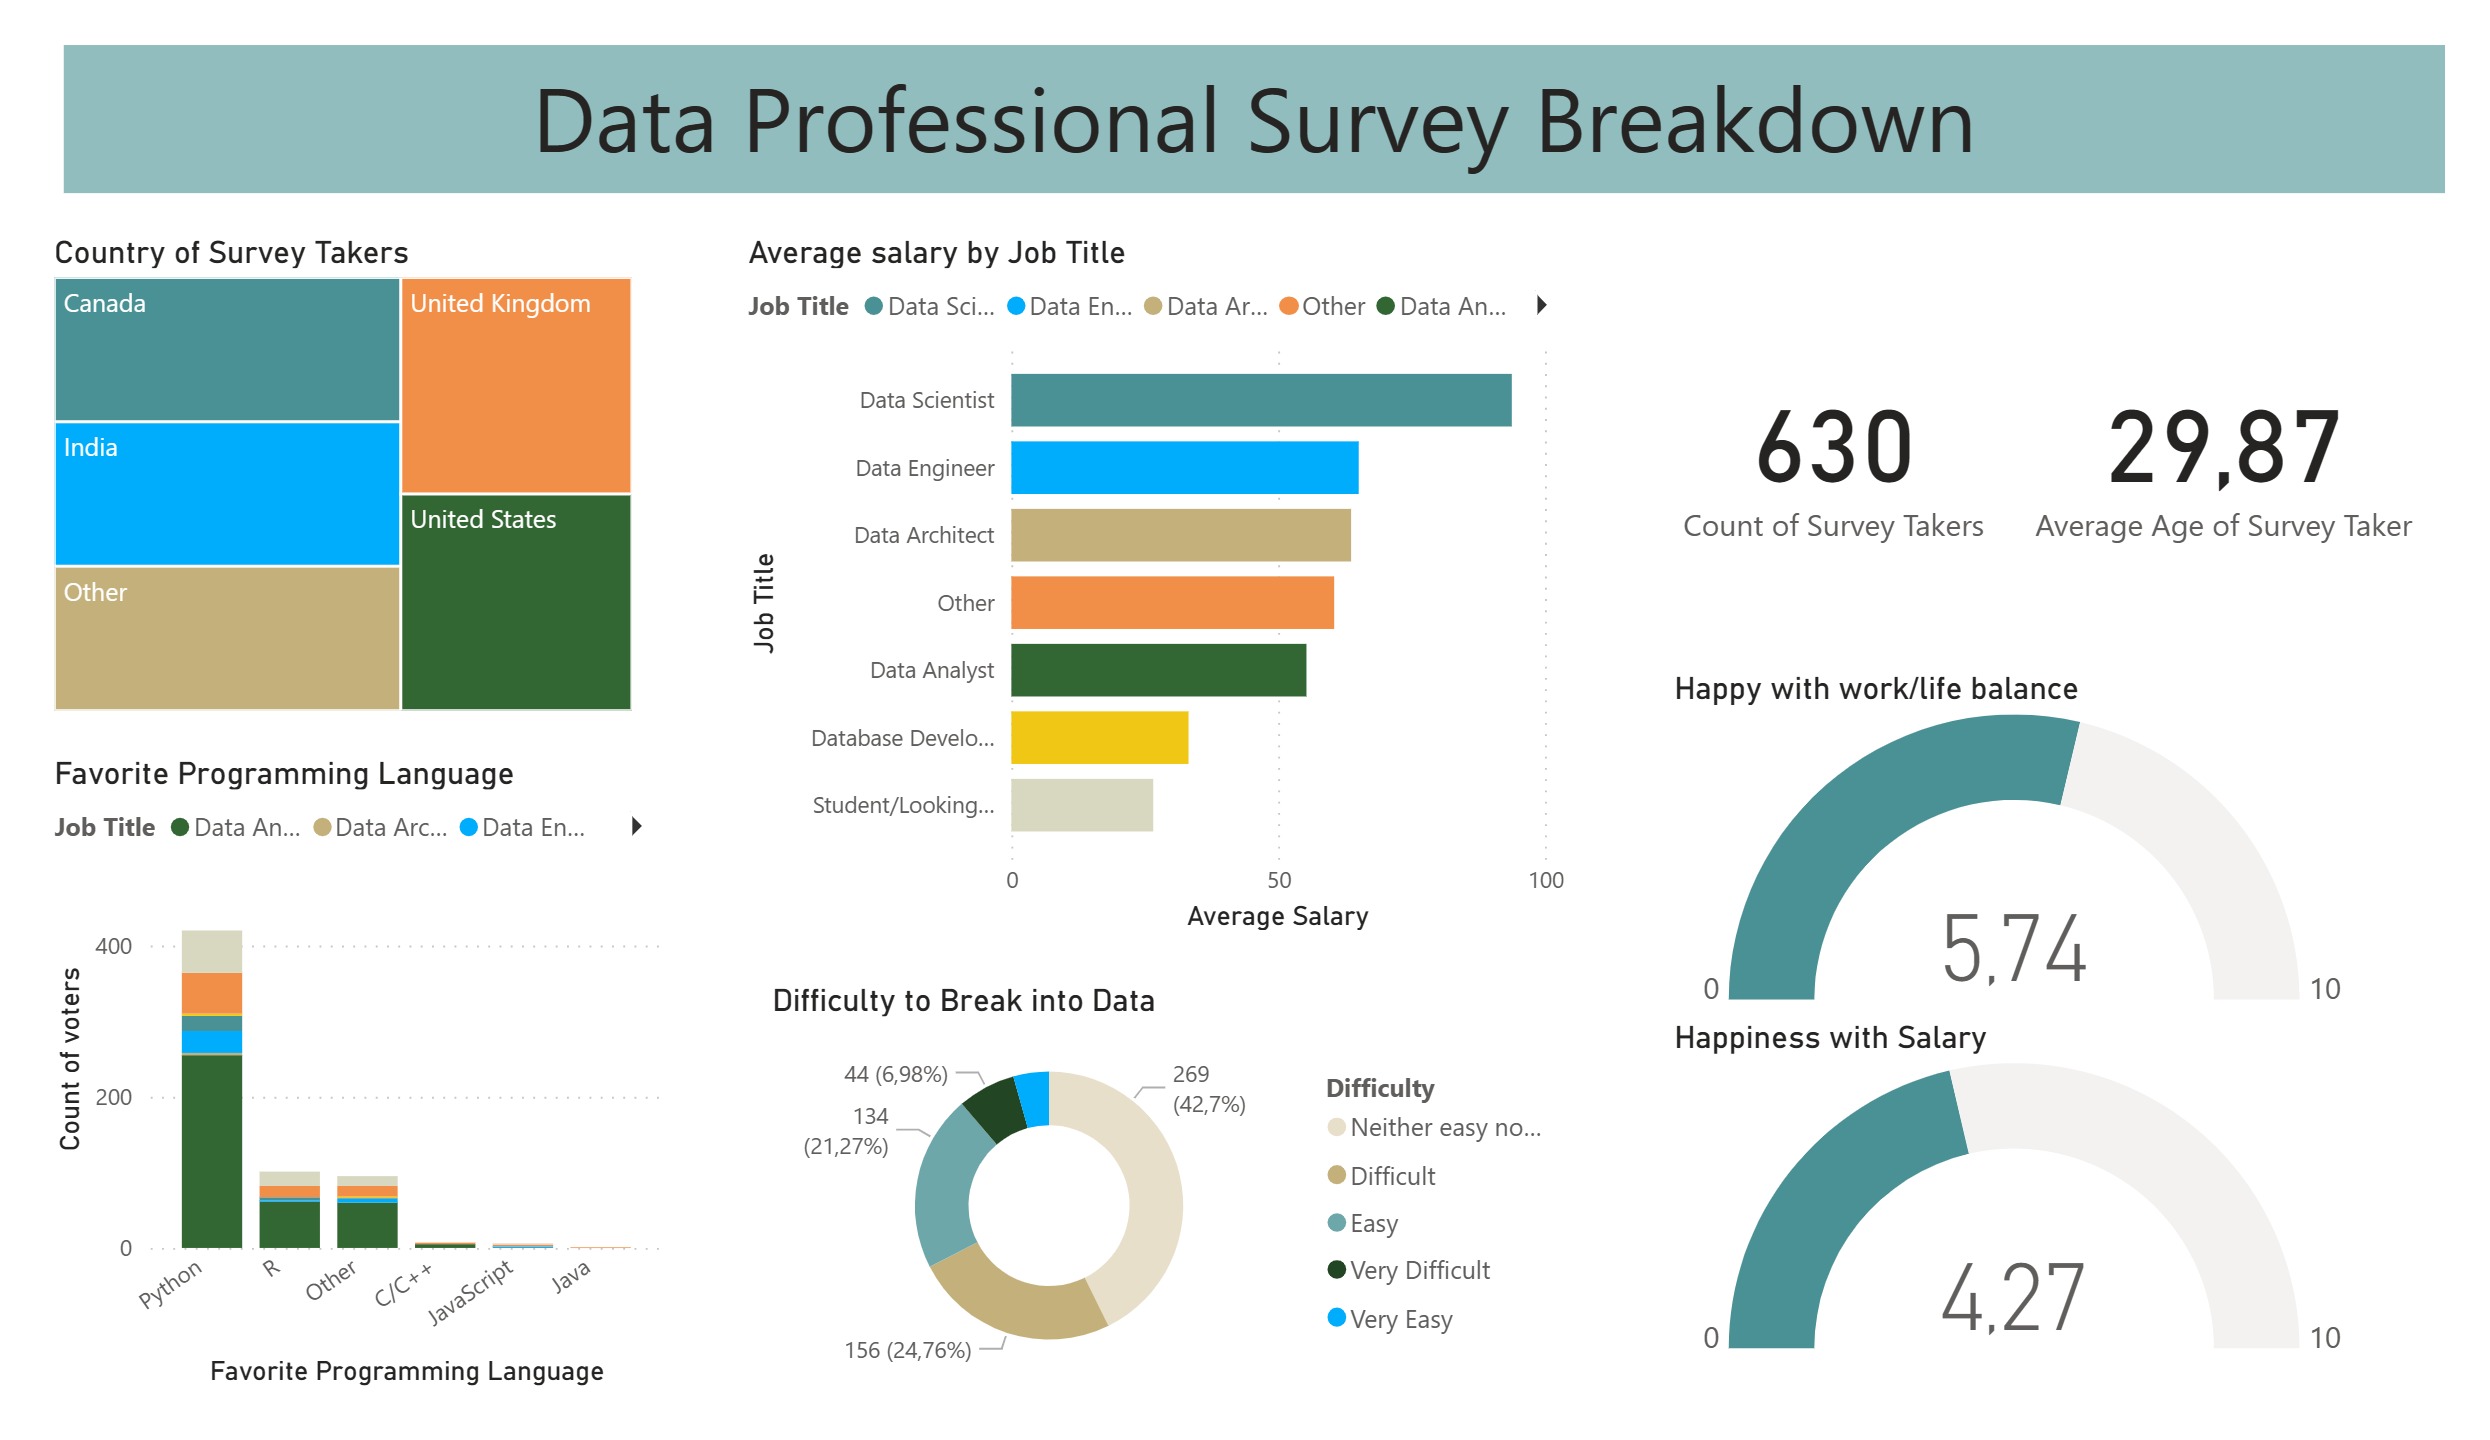 Data Professional Survey Breakdown
Country of Survey Takers
Canada
United Kingdom
India
United States
Other
Favorite Programming Language
Job Title Data An... Data Arc... Data En...
Count of voters
400
200
0
Python R Other C/C++ JavaScript Java
Favorite Programming Language
Average salary by Job Title
Job Title Data Sci... Data En... Data Ar... Other Data An...
Job Title
Data Scientist
Data Engineer
Data Architect
Other
Data Analyst
Database Develo...
Student/Looking...
0 50 100
Average Salary
Difficulty to Break into Data
44 (6,98%)
134
(21,27%)
156 (24,76%)
269
(42,7%)
Difficulty
Neither easy no...
Difficult
Easy
Very Difficult
Very Easy
630
Count of Survey Takers
29,87
Average Age of Survey Taker
Happy with work/life balance
5,74
0 10
Happiness with Salary
4,27
0 10